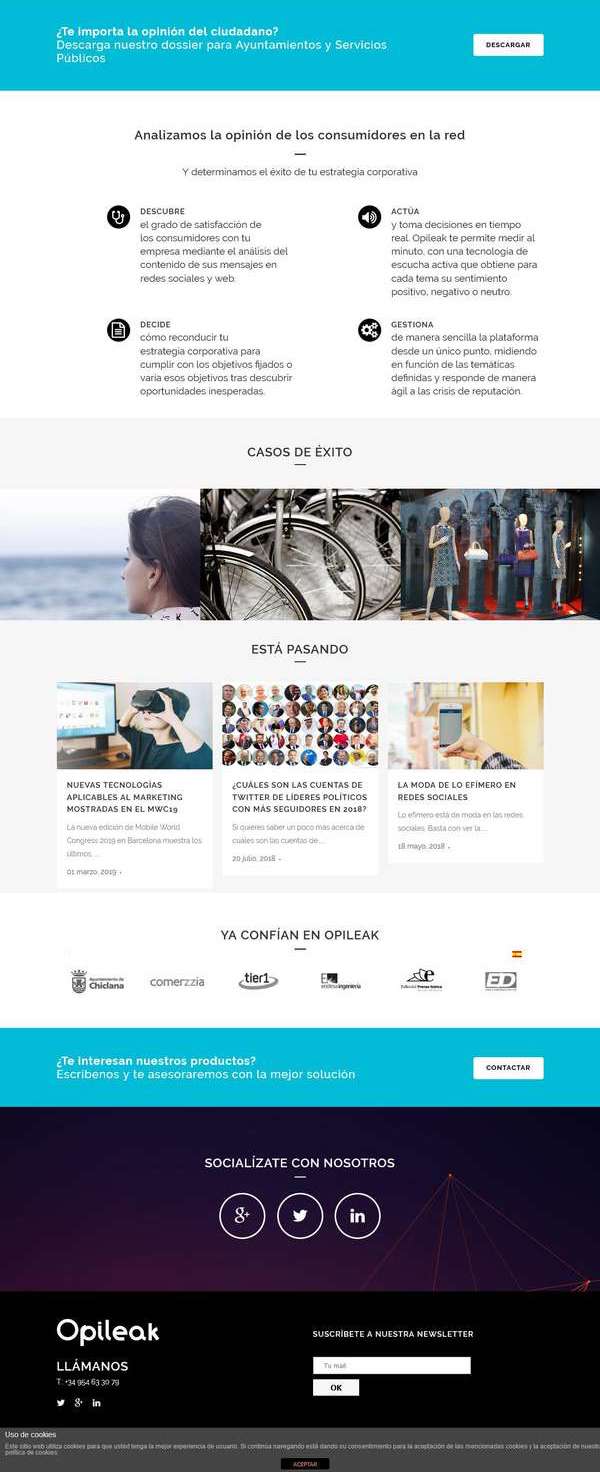 ¿Te importa la opinión del ciudadano?
Descarga nuestro dossier para Ayuntamientos y Servicios
Públicos
DESCARGAR
Analizamos la opinión de los consumidores en la red
Y determinamos el éxito de tu estrategia corporativa
DESCUBRE
el grado de satisfacción de
los consumidores con tu
empresa mediante el análisis del
contenido de sus mensajes en
redes sociales y web.
ACTÚA
y toma decisiones en tiempo
real. Opileak te permite medir al
minuto, con una tecnología de
escucha activa que obtiene para
cada tema su sentimiento
positivo, negativo o neutro.
DECIDE
cómo reconducir tu
estrategia corporativa para
cumplir con los objetivos fijados o
varía esos objetivos tras descubrir
oportunidades inesperadas.
GESTIONA
de manera sencilla la plataforma
desde un único punto, midiendo
en función de las temáticas
definidas y responde de manera
ágil a las crisis de reputación.
CASOS DE ÉXITO
ESTÁ PASANDO
NUEVAS TECNOLOGÍAS
APLICABLES AL MARKETING
MOSTRADAS EN EL MWC19
La nueva edición de Mobile World
Congress 2019 en Barcelona muestra los
últimos. ...
01 marzo, 2019
¿CUÁLES SON LAS CUENTAS DE
TWITTER DE LÍDERES POLÍTICOS
CON MÁS SEGUIDORES EN 2018?
Si quieres saber un poco más acerca de
cuáles son las cuentas de....
20 julio, 2018
LA MODA DE LO EFÍMERO EN
REDES SOCIALES
Lo efímero está de moda en las redes
sociales. Basta con ver la....
18 mayo, 2018
YA CONFÍAN EN OPILEAK
Ayuntamiento de
Chiclana
comerzzia
tier1
endesaingeniería
Editorial Prensa Ibérica
ED
¿Te interesan nuestros productos?
Escríbenos y te asesoraremos con la mejor solución
CONTACTAR
SOCIALÍZATE CON NOSOTROS
Opileak
LLÁMANOS
T. +34 954 63 30 79
SUSCRÍBETE A NUESTRA NEWSLETTER
Tu mail
OK
Uso de cookies
Este sitio web utiliza cookies para que usted tenga la mejor experiencia de usuario. Si continúa navegando está dando su consentimiento para la aceptación de las mencionadas cookies y la aceptación de nuestra
política de cookies
ACEPTAR